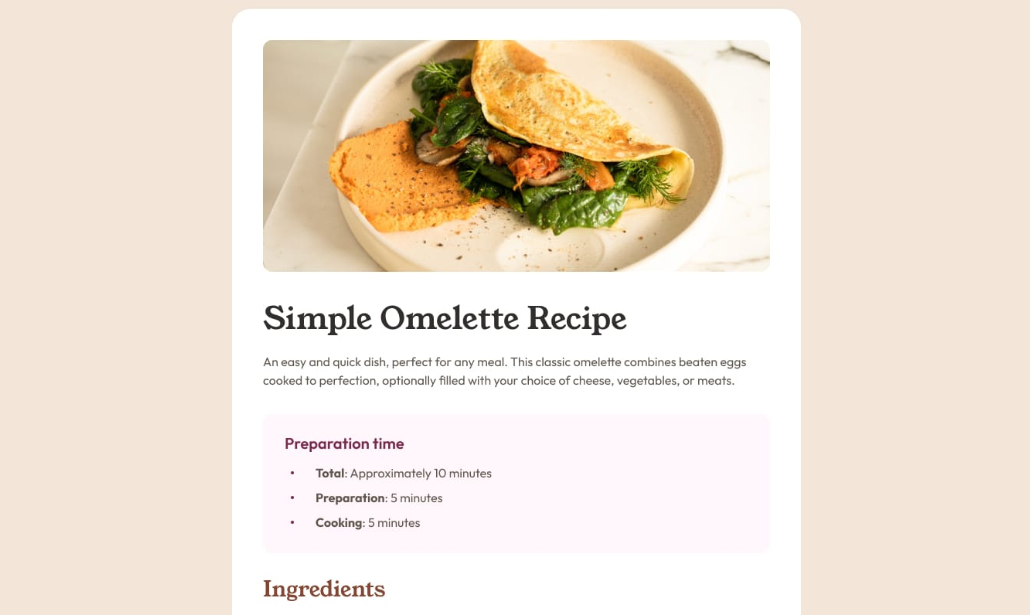 Simple Omelette Recipe
An easy and quick dish, perfect for any meal. This classic omelette combines beaten eggs
cooked to perfection, optionally filled with your choice of cheese, vegetables, or meats.
Preparation time
• Total: Approximately 10 minutes
• Preparation: 5 minutes
• Cooking: 5 minutes
Ingredients